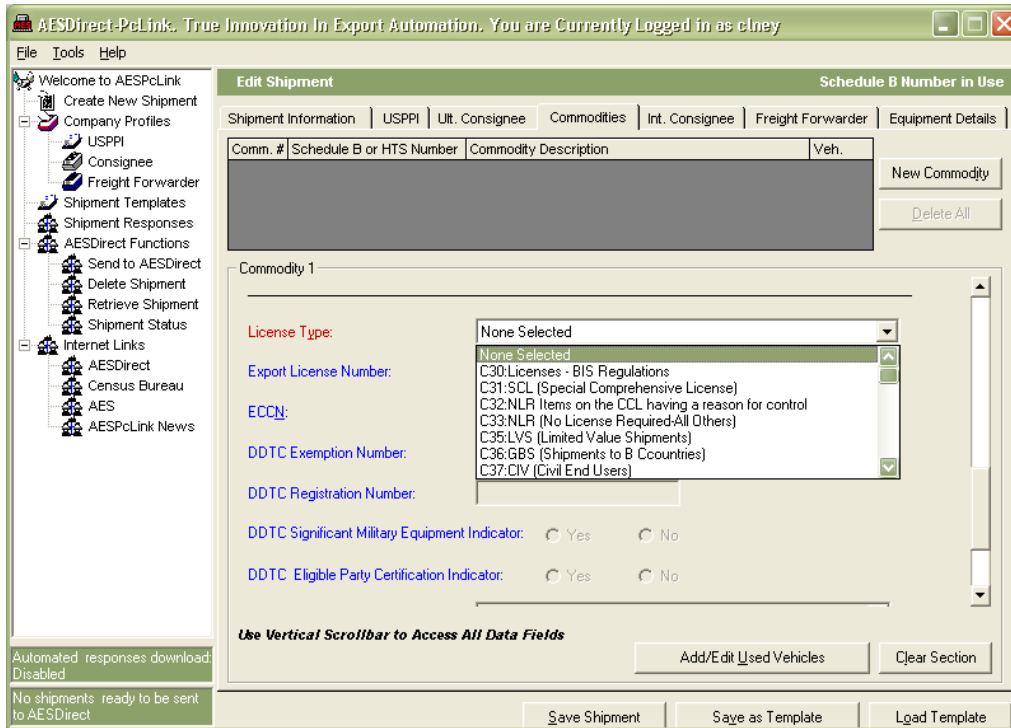 AESDirect-PcLink. True Innovation In Export Automation. You are Currently Logged in as clney
File Tools Help
Welcome to AESPcLink
Create New Shipment
Company Profiles
USPPI
Consignee
Freight Forwarder
Shipment Templates
Shipment Responses
AESDirect Functions
Send to AESDirect
Delete Shipment
Retrieve Shipment
Shipment Status
Internet Links
AESDirect
Census Bureau
AES
AESPcLink News
Automated responses download:
Disabled
No shipments ready to be sent
to AESDirect
Edit Shipment Schedule B Number in Use
Shipment Information USPPI Ult. Consignee Commodities Int. Consignee Freight Forwarder Equipment Details
Comm. # Schedule B or HTS Number Commodity Description Veh.
New Commodity
Delete All
Commodity 1
License Type: None Selected
None Selected
Export License Number: C30:Licenses - BIS Regulations
C31:SCL (Special Comprehensive License)
C32:NLR Items on the CCL having a reason for control
ECCN: C33:NLR (No License Required-All Others)
C35:LVS (Limited Value Shipments)
DDTC Exemption Number: C36:GBS (Shipments to B Ccountries)
C37:CIV (Civil End Users)
DDTC Registration Number:
DDTC Significant Military Equipment Indicator: Yes No
DDTC Eligible Party Certification Indicator: Yes No
Use Vertical Scrollbar to Access All Data Fields
Add/Edit Used Vehicles Clear Section
Save Shipment Save as Template Load Template